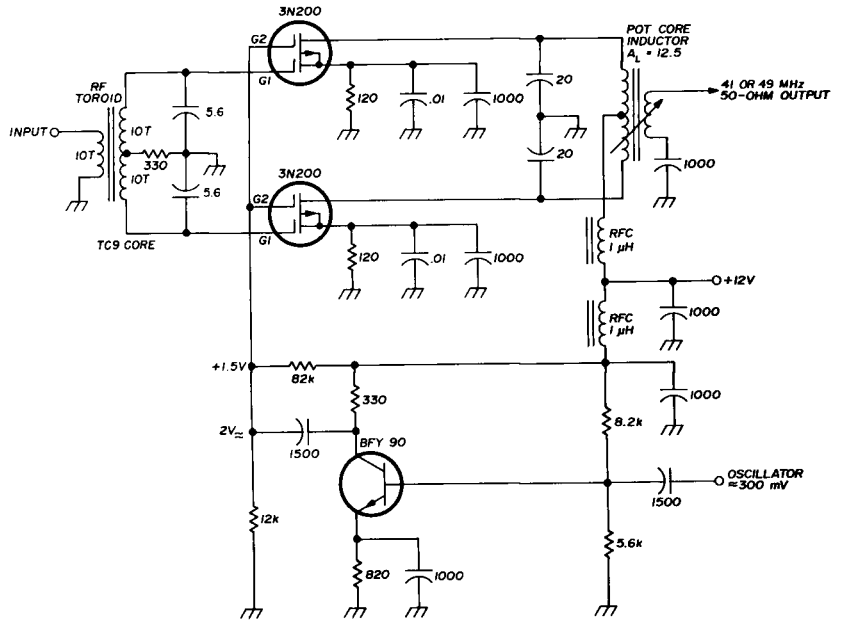 3N200
G2
G1
RF
TOROID
INPUT
10T
10T
10T
330
5.6
5.6
TC9 CORE
120
.01
1000
20
20
POT CORE
INDUCTOR
A_L = 12.5
41 OR 49 MHz
50-OHM OUTPUT
1000
3N200
G2
G1
120
.01
1000
RFC
1 µH
+12V
1000
RFC
1 µH
+1.5V
82k
330
1000
8.2k
2V≂
1500
BFY 90
1500
OSCILLATOR
≈300 mV
12k
820
1000
5.6k